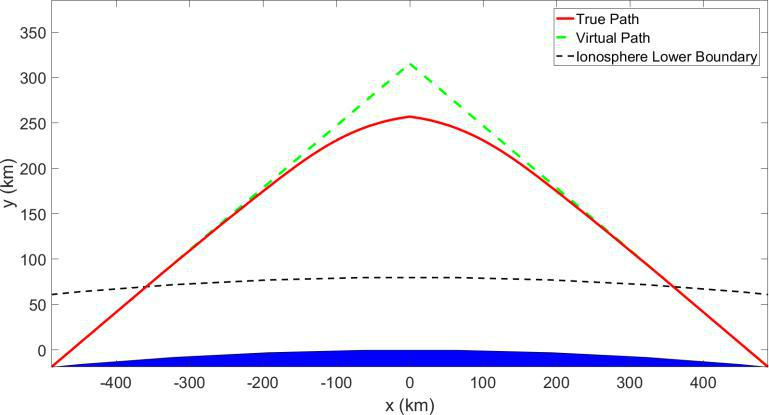 True Path
Virtual Path
Ionosphere Lower Boundary
350
300
250
200
150
100
50
0
y (km)
-400 -300 -200 -100 0 100 200 300 400
x (km)